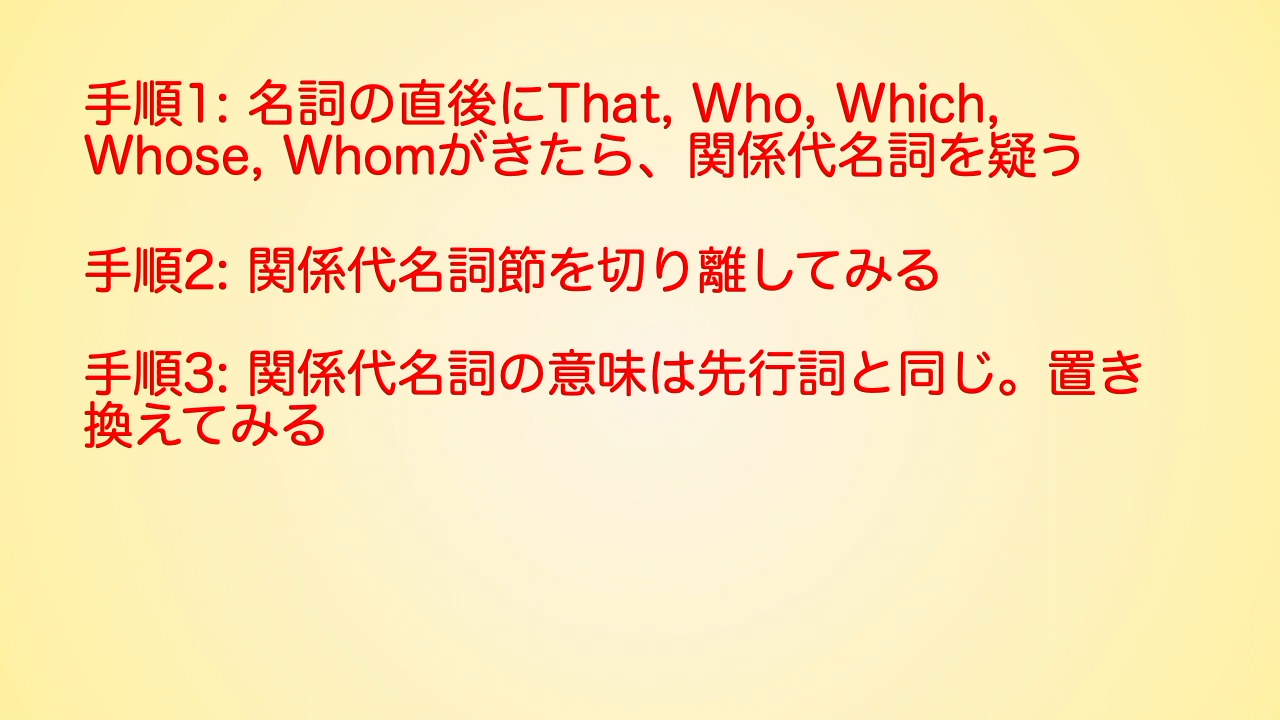 手順1: 名詞の直後にThat, Who, Which,
Whose, Whomがきたら、関係代名詞を疑う
手順2: 関係代名詞節を切り離してみる
手順3: 関係代名詞の意味は先行詞と同じ。置き
換えてみる